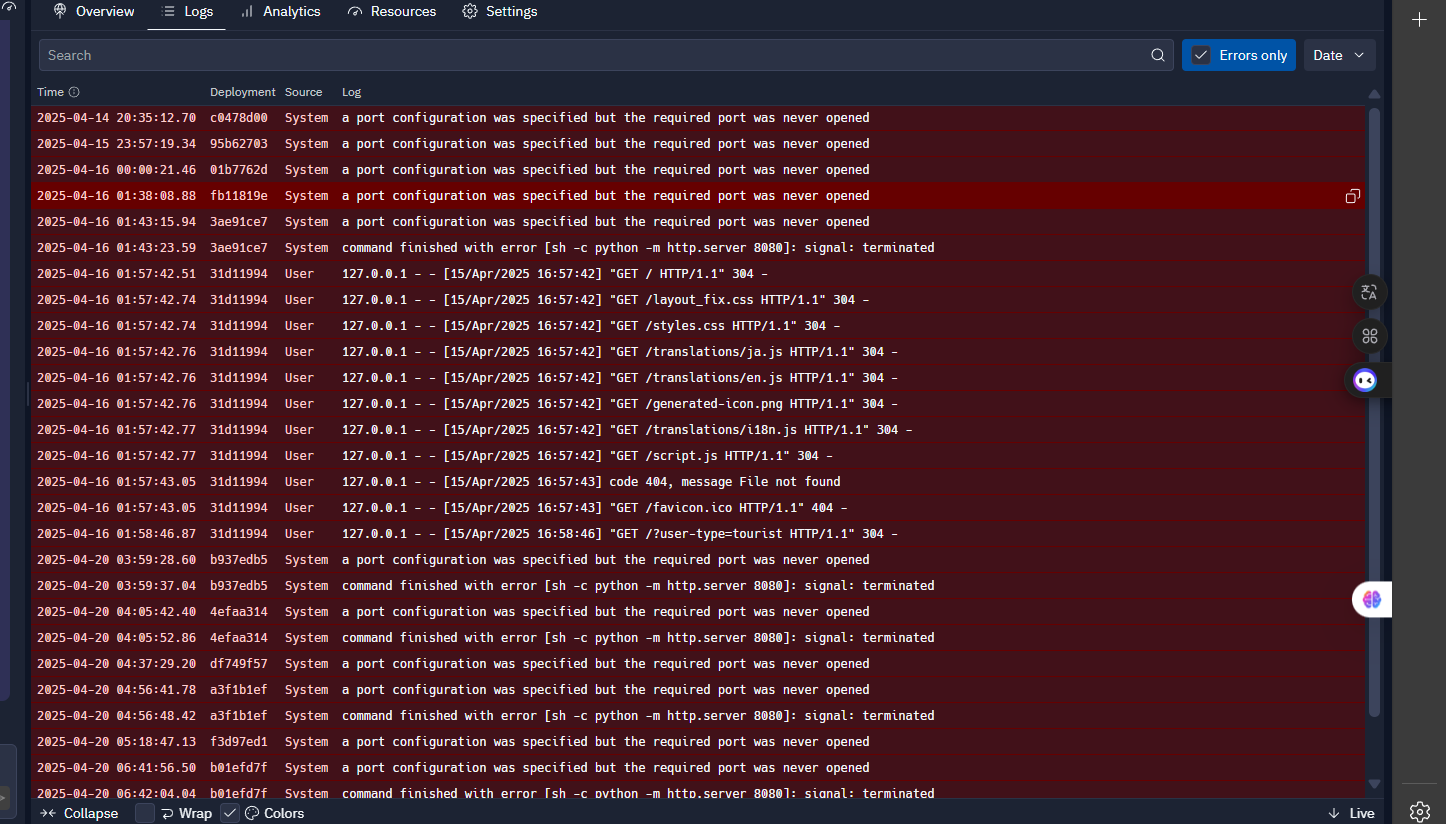 Overview Logs Analytics Resources Settings
Search Errors only Date
Time Deployment Source Log
2025-04-14 20:35:12.70 c0478d00 System a port configuration was specified but the required port was never opened
2025-04-15 23:57:19.34 95b62703 System a port configuration was specified but the required port was never opened
2025-04-16 00:00:21.46 01b7762d System a port configuration was specified but the required port was never opened
2025-04-16 01:38:08.88 fb11819e System a port configuration was specified but the required port was never opened
2025-04-16 01:43:15.94 3ae91ce7 System a port configuration was specified but the required port was never opened
2025-04-16 01:43:23.59 3ae91ce7 System command finished with error [sh -c python -m http.server 8080]: signal: terminated
2025-04-16 01:57:42.51 31d11994 User 127.0.0.1 - - [15/Apr/2025 16:57:42] "GET / HTTP/1.1" 304 -
2025-04-16 01:57:42.74 31d11994 User 127.0.0.1 - - [15/Apr/2025 16:57:42] "GET /layout_fix.css HTTP/1.1" 304 -
2025-04-16 01:57:42.74 31d11994 User 127.0.0.1 - - [15/Apr/2025 16:57:42] "GET /styles.css HTTP/1.1" 304 -
2025-04-16 01:57:42.76 31d11994 User 127.0.0.1 - - [15/Apr/2025 16:57:42] "GET /translations/ja.js HTTP/1.1" 304 -
2025-04-16 01:57:42.76 31d11994 User 127.0.0.1 - - [15/Apr/2025 16:57:42] "GET /translations/en.js HTTP/1.1" 304 -
2025-04-16 01:57:42.76 31d11994 User 127.0.0.1 - - [15/Apr/2025 16:57:42] "GET /generated-icon.png HTTP/1.1" 304 -
2025-04-16 01:57:42.77 31d11994 User 127.0.0.1 - - [15/Apr/2025 16:57:42] "GET /translations/i18n.js HTTP/1.1" 304 -
2025-04-16 01:57:42.77 31d11994 User 127.0.0.1 - - [15/Apr/2025 16:57:42] "GET /script.js HTTP/1.1" 304 -
2025-04-16 01:57:43.05 31d11994 User 127.0.0.1 - - [15/Apr/2025 16:57:43] code 404, message File not found
2025-04-16 01:57:43.05 31d11994 User 127.0.0.1 - - [15/Apr/2025 16:57:43] "GET /favicon.ico HTTP/1.1" 404 -
2025-04-16 01:58:46.87 31d11994 User 127.0.0.1 - - [15/Apr/2025 16:58:46] "GET /?user-type=tourist HTTP/1.1" 304 -
2025-04-20 03:59:28.60 b937edb5 System a port configuration was specified but the required port was never opened
2025-04-20 03:59:37.04 b937edb5 System command finished with error [sh -c python -m http.server 8080]: signal: terminated
2025-04-20 04:05:42.40 4efaa314 System a port configuration was specified but the required port was never opened
2025-04-20 04:05:52.86 4efaa314 System command finished with error [sh -c python -m http.server 8080]: signal: terminated
2025-04-20 04:37:29.20 df749f57 System a port configuration was specified but the required port was never opened
2025-04-20 04:56:41.78 a3f1b1ef System a port configuration was specified but the required port was never opened
2025-04-20 04:56:48.42 a3f1b1ef System command finished with error [sh -c python -m http.server 8080]: signal: terminated
2025-04-20 05:18:47.13 f3d97ed1 System a port configuration was specified but the required port was never opened
2025-04-20 06:41:56.50 b01efd7f System a port configuration was specified but the required port was never opened
2025-04-20 06:42:04.04 b01efd7f System command finished with error [sh -c python -m http.server 8080]: signal: terminated
Collapse Wrap Colors Live